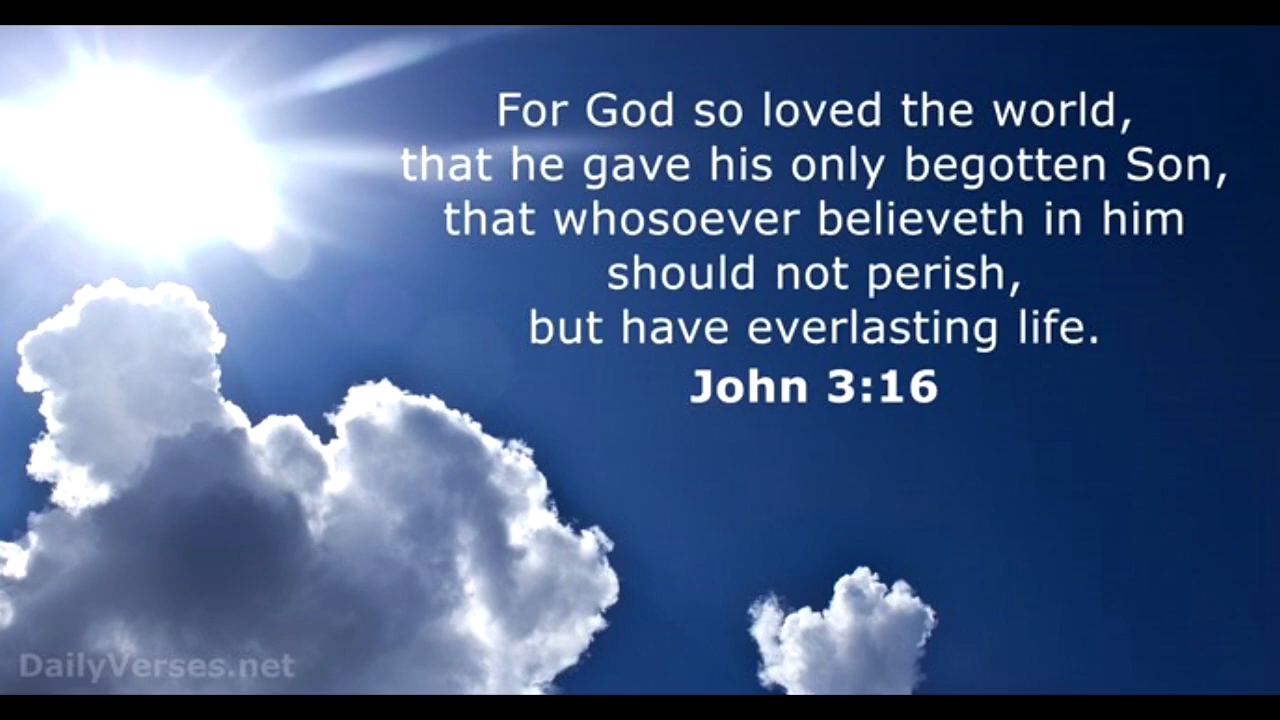 For God so loved the world,
that he gave his only begotten Son,
that whosoever believeth in him
should not perish,
but have everlasting life.
John 3:16
DailyVerses.net